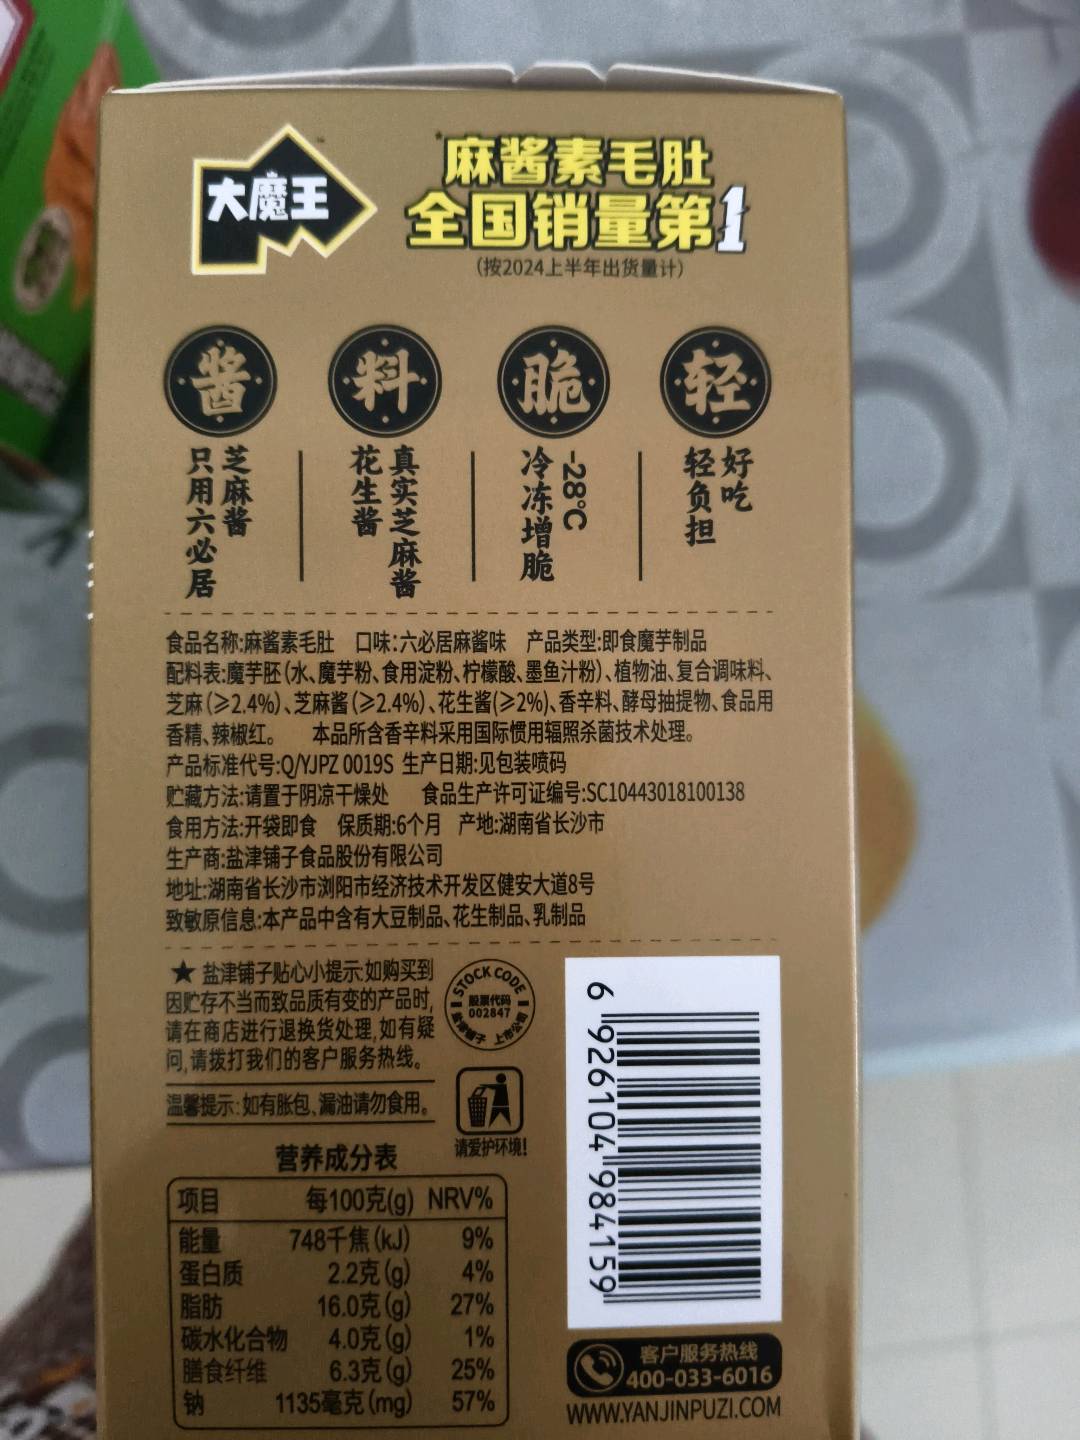 大魔王
麻酱素毛肚
全国销量第1
(按2024上半年出货量计)
酱
芝麻酱
只用六必居
料
真实芝麻酱
花生酱
脆
-28°C
冷冻增脆
轻
好吃
轻负担
食品名称:麻酱素毛肚 口味:六必居麻酱味 产品类型:即食魔芋制品
配料表:魔芋胚(水、魔芋粉、食用淀粉、柠檬酸、墨鱼汁粉)、植物油、复合调味料、
芝麻(≥2.4%)、芝麻酱(≥2.4%)、花生酱(≥2%)、香辛料、酵母抽提物、食品用
香精、辣椒红。 本品所含香辛料采用国际惯用辐照杀菌技术处理。
产品标准代号:Q/YJPZ 0019S 生产日期:见包装喷码
贮藏方法:请置于阴凉干燥处 食品生产许可证编号:SC10443018100138
食用方法:开袋即食 保质期:6个月 产地:湖南省长沙市
生产商:盐津铺子食品股份有限公司
地址:湖南省长沙市浏阳市经济技术开发区健安大道8号
致敏原信息:本产品中含有大豆制品、花生制品、乳制品
★ 盐津铺子贴心小提示:如购买到
因贮存不当而致品质有变的产品时,
请在商店进行退换货处理,如有疑
问,请拨打我们的客户服务热线。
温馨提示:如有胀包、漏油请勿食用。
STOCK CODE
股票代码
002847
盐津铺子 上市公司
请爱护环境!
营养成分表
项目 每100克(g) NRV%
能量 748千焦(kJ) 9%
蛋白质 2.2克(g) 4%
脂肪 16.0克(g) 27%
碳水化合物 4.0克(g) 1%
膳食纤维 6.3克(g) 25%
钠 1135毫克(mg) 57%
6 926104 984159
客户服务热线
400-033-6016
WWW.YANJINPUZI.COM